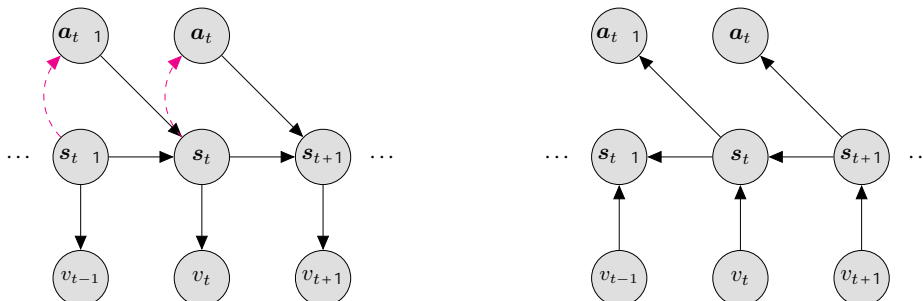 a_{t 1} a_t a_{t 1} a_t
⋯ s_{t 1} s_t s_{t+1} ⋯ ⋯ s_{t 1} s_t s_{t+1} ⋯
v_{t−1} v_t v_{t+1} v_{t−1} v_t v_{t+1}